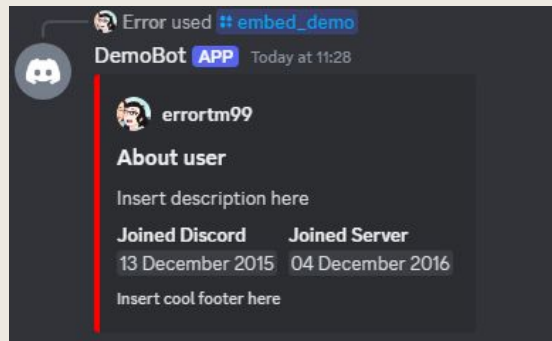 Error used embed_demo
DemoBot APP Today at 11:28
errortm99
About user
Insert description here
Joined Discord Joined Server
13 December 2015 04 December 2016
Insert cool footer here